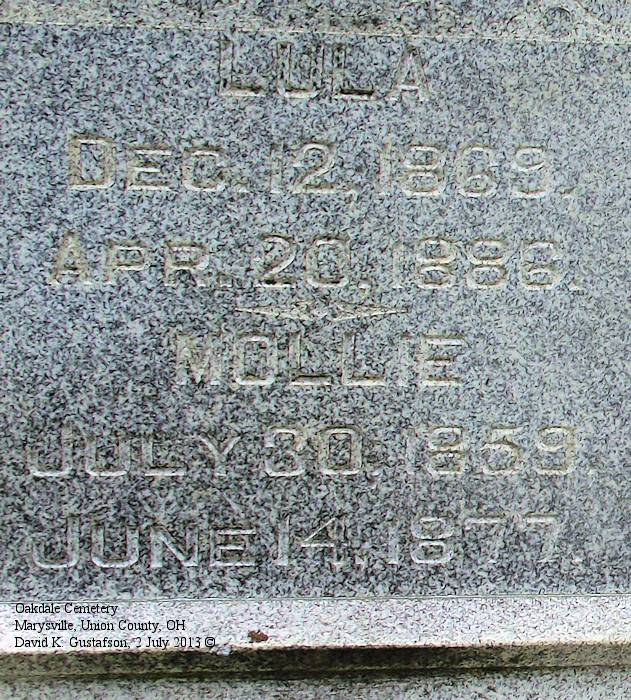 LULA
DEC. 12, 1869.
APR. 20, 1886.
MOLLIE
JULY 30, 1859.
JUNE 14, 1877.
Oakdale Cemetery
Marysville, Union County, OH
David K. Gustafson, 2 July 2013 ©